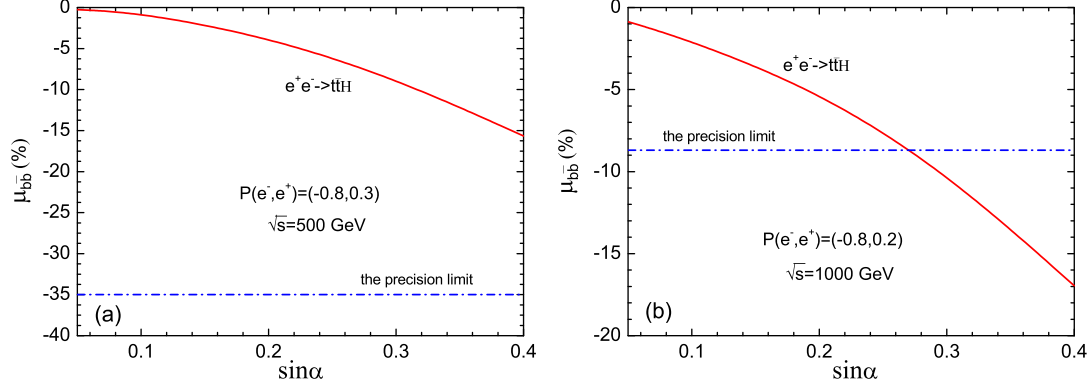 0
-5
-10
-15
-20
-25
-30
-35
-40
μ_bb̄ (%)
e⁺e⁻->tt̄H
P(e⁻,e⁺)=(-0.8,0.3)
√s=500 GeV
the precision limit
(a)
0.1 0.2 0.3 0.4
sinα
0
-5
-10
-15
-20
μ_bb̄ (%)
e⁺e⁻->tt̄H
the precision limit
P(e⁻,e⁺)=(-0.8,0.2)
√s=1000 GeV
(b)
0.1 0.2 0.3 0.4
sinα